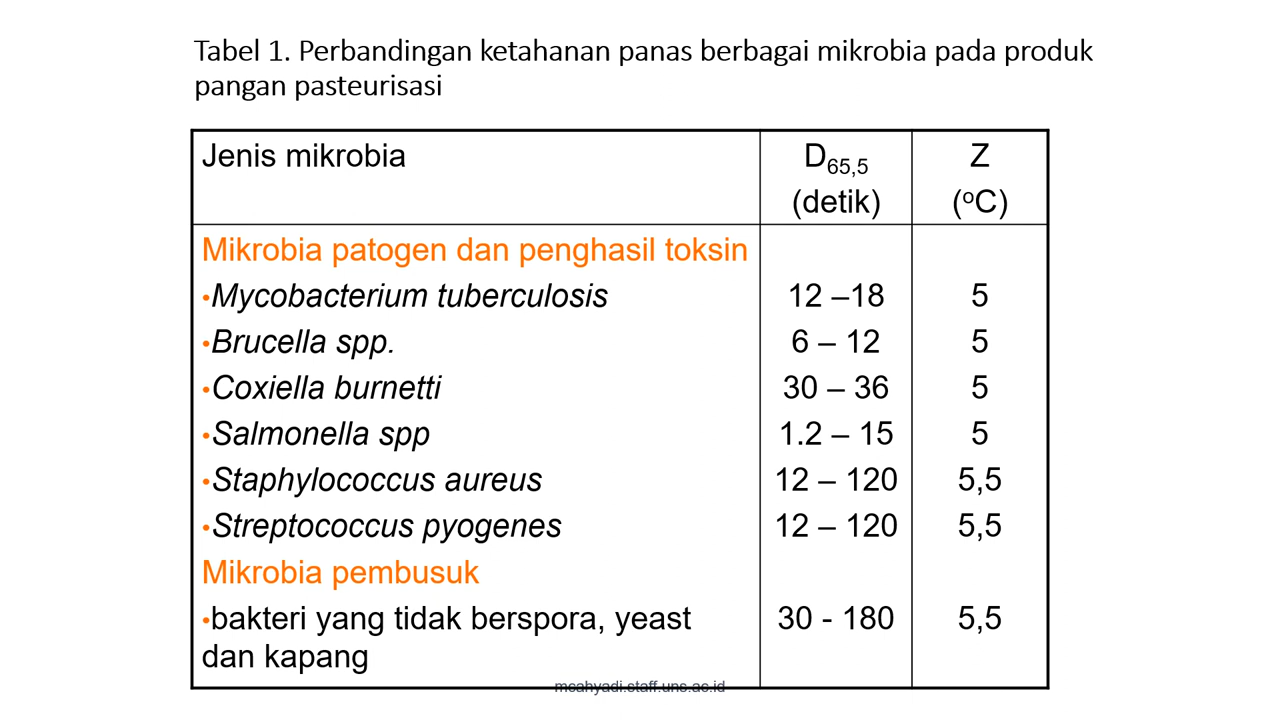 Tabel 1. Perbandingan ketahanan panas berbagai mikrobia pada produk
pangan pasteurisasi
Jenis mikrobia D65,5 (detik) Z (oC)
Mikrobia patogen dan penghasil toksin
•Mycobacterium tuberculosis 12 –18 5
•Brucella spp. 6 – 12 5
•Coxiella burnetti 30 – 36 5
•Salmonella spp 1.2 – 15 5
•Staphylococcus aureus 12 – 120 5,5
•Streptococcus pyogenes 12 – 120 5,5
Mikrobia pembusuk
•bakteri yang tidak berspora, yeast 30 - 180 5,5
dan kapang
mcahyadi.staff.uns.ac.id